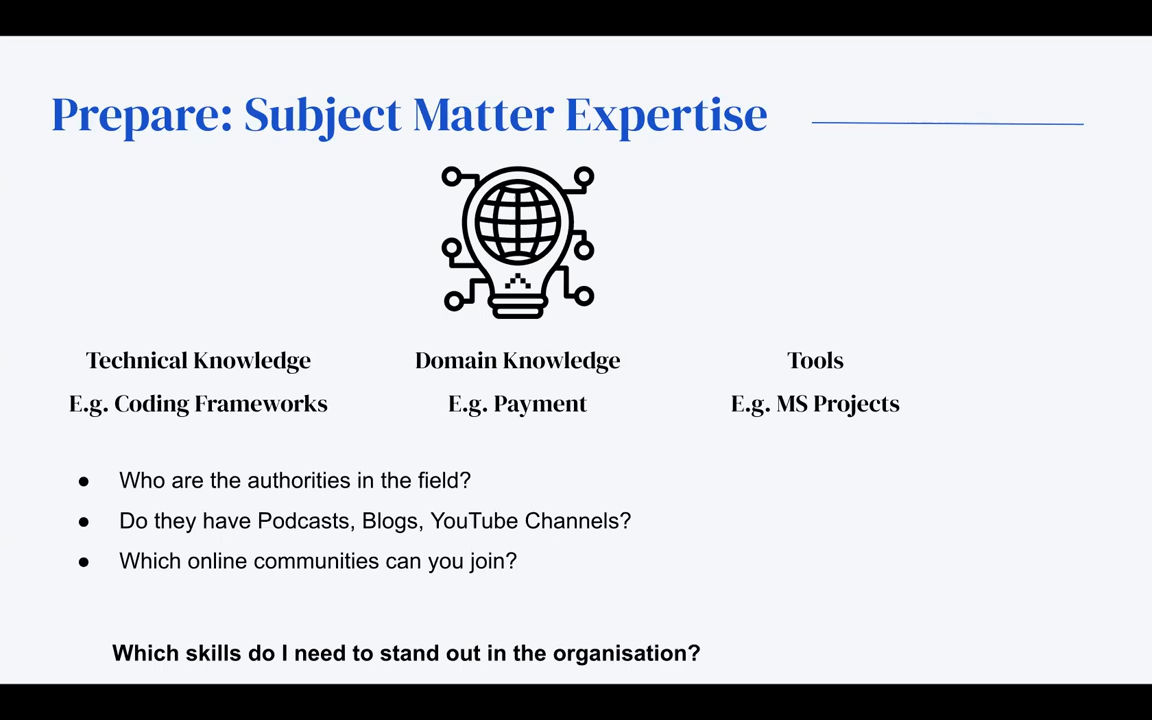 Prepare: Subject Matter Expertise
Technical Knowledge
Domain Knowledge
Tools
E.g. Coding Frameworks
E.g. Payment
E.g. MS Projects
● Who are the authorities in the field?
● Do they have Podcasts, Blogs, YouTube Channels?
● Which online communities can you join?
Which skills do I need to stand out in the organisation?